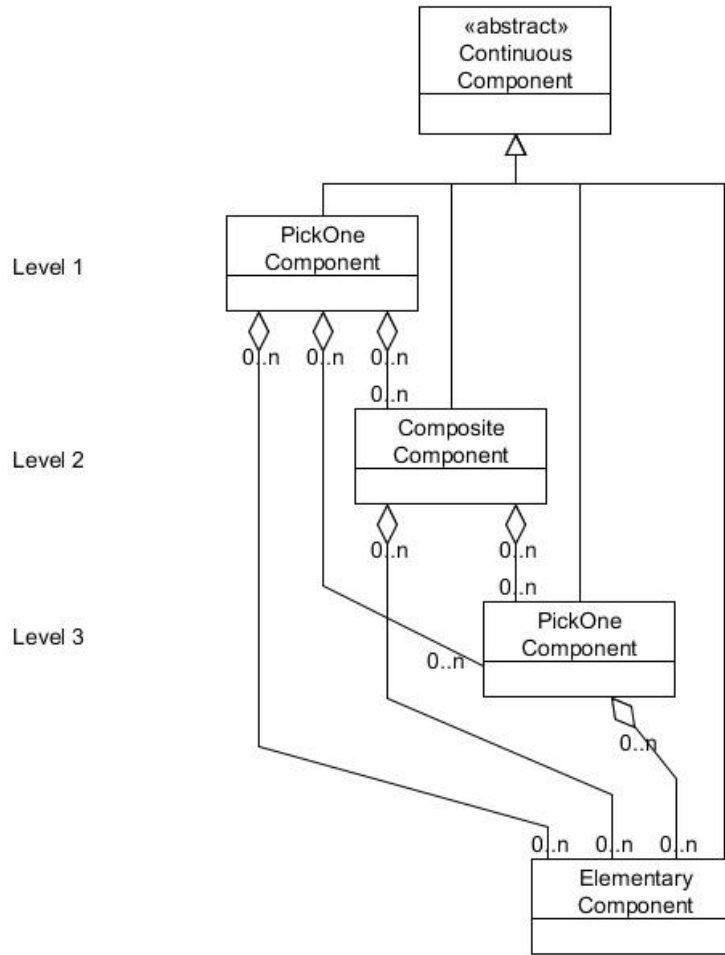 «abstract»
Continuous
Component
PickOne
Component
Level 1
0..n
0..n
0..n
0..n
Composite
Component
Level 2
0..n
0..n
0..n
PickOne
Component
Level 3
0..n
0..n
0..n
0..n
0..n
Elementary
Component